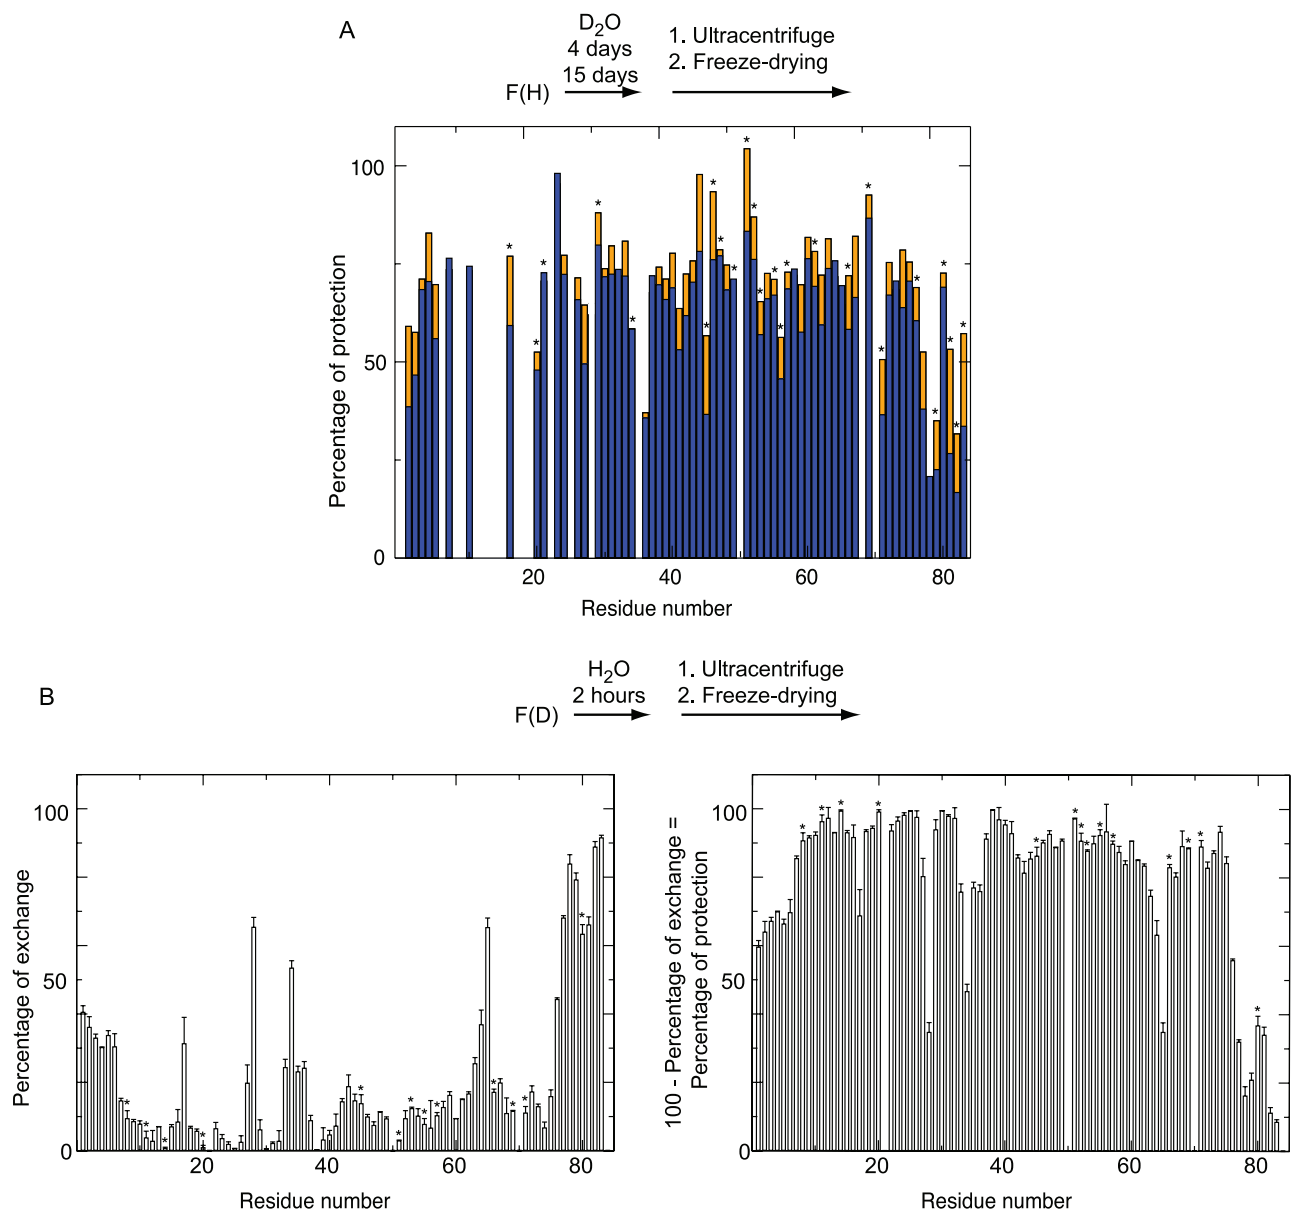 A
D₂O
4 days
15 days
1. Ultracentrifuge
2. Freeze-drying
F(H)
Percentage of protection
100
50
0
20 40 60 80
Residue number
B
H₂O
2 hours
1. Ultracentrifuge
2. Freeze-drying
F(D)
Percentage of exchange
100
50
0
20 40 60 80
Residue number
100 - Percentage of exchange =
Percentage of protection
100
50
0
20 40 60 80
Residue number